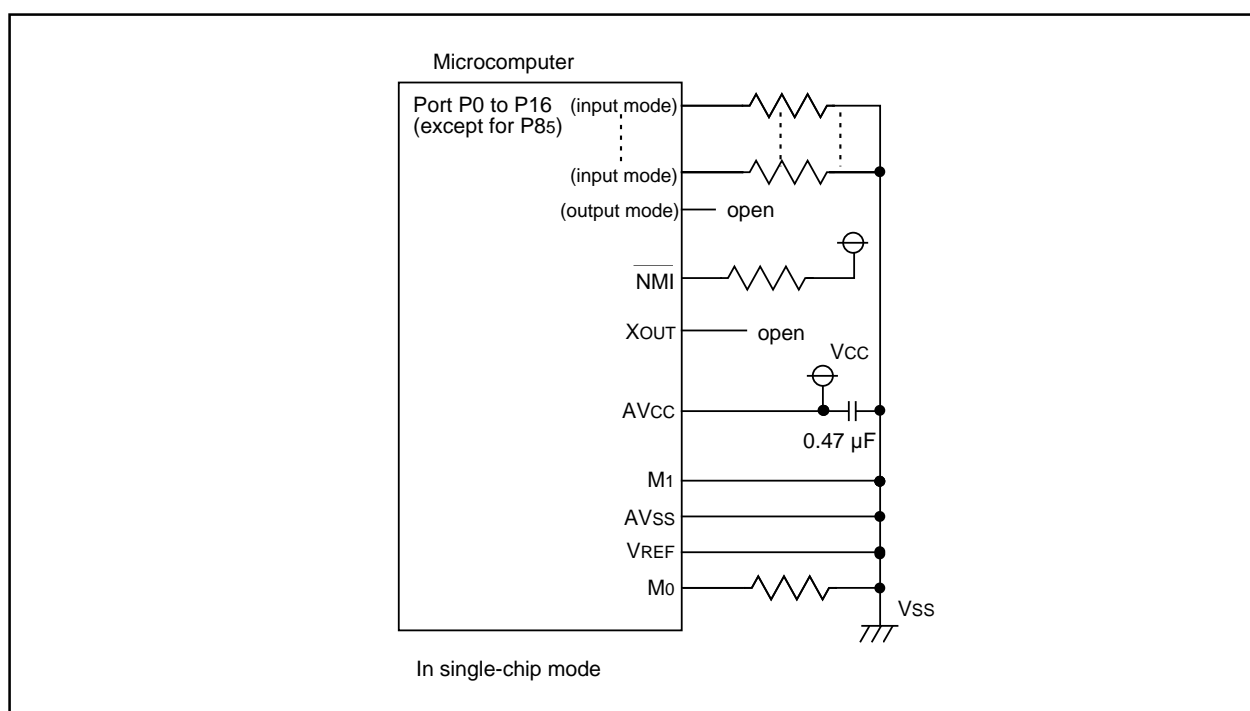 Microcomputer
Port P0 to P16 (input mode)
(except for P85)
(input mode)
(output mode) open
NMI
XOUT open
VCC
AVCC
0.47 µF
M1
AVSS
VREF
M0
VSS
In single-chip mode